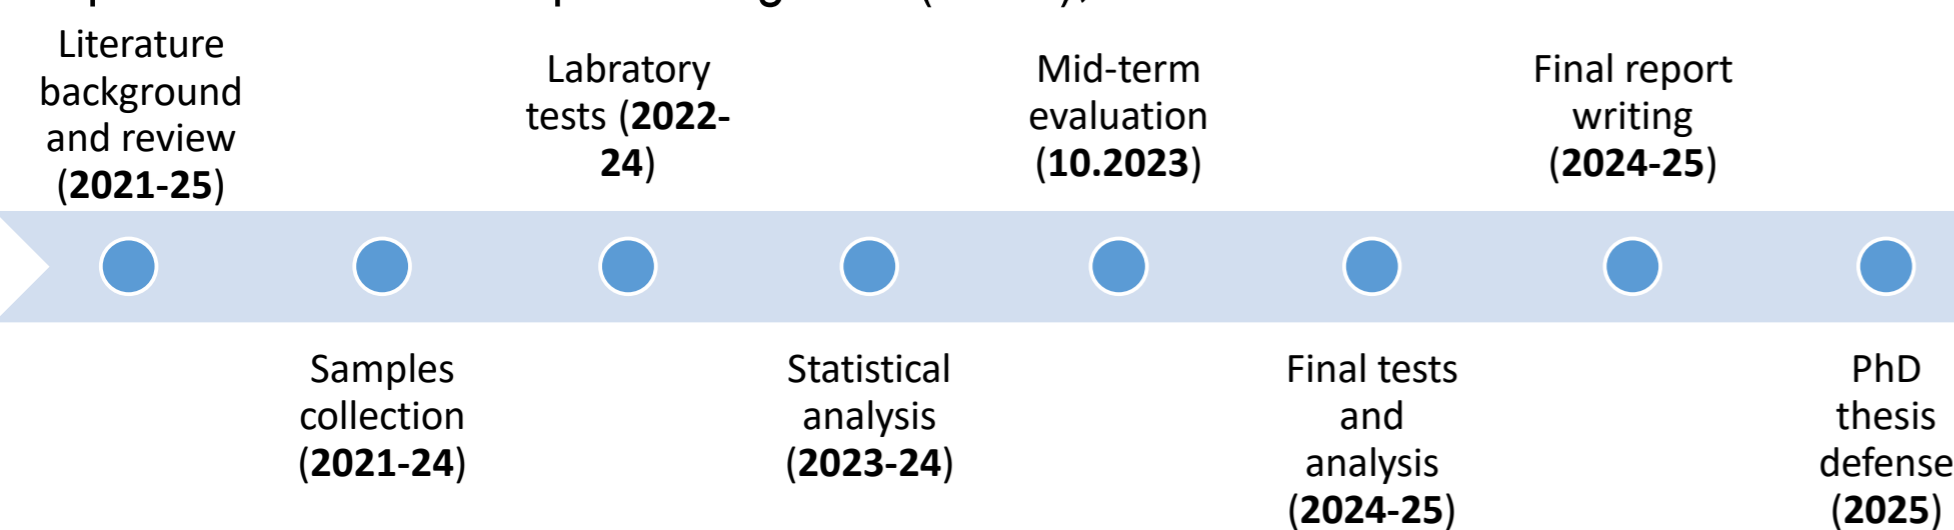 Literature
background
and review
(2021-25)
Samples
collection
(2021-24)
Labratory
tests (2022-
24)
Statistical
analysis
(2023-24)
Mid-term
evaluation
(10.2023)
Final tests
and
analysis
(2024-25)
Final report
writing
(2024-25)
PhD
thesis
defense
(2025)